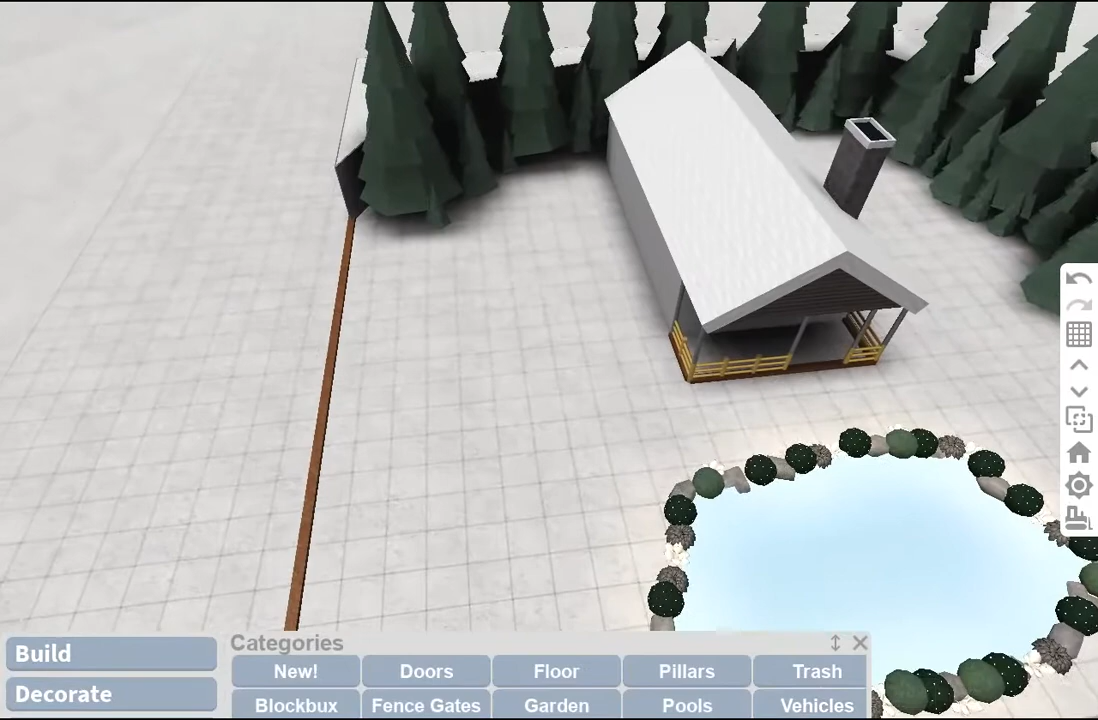 Build
Decorate
Categories
New! Doors Floor Pillars Trash
Blockbux Fence Gates Garden Pools Vehicles